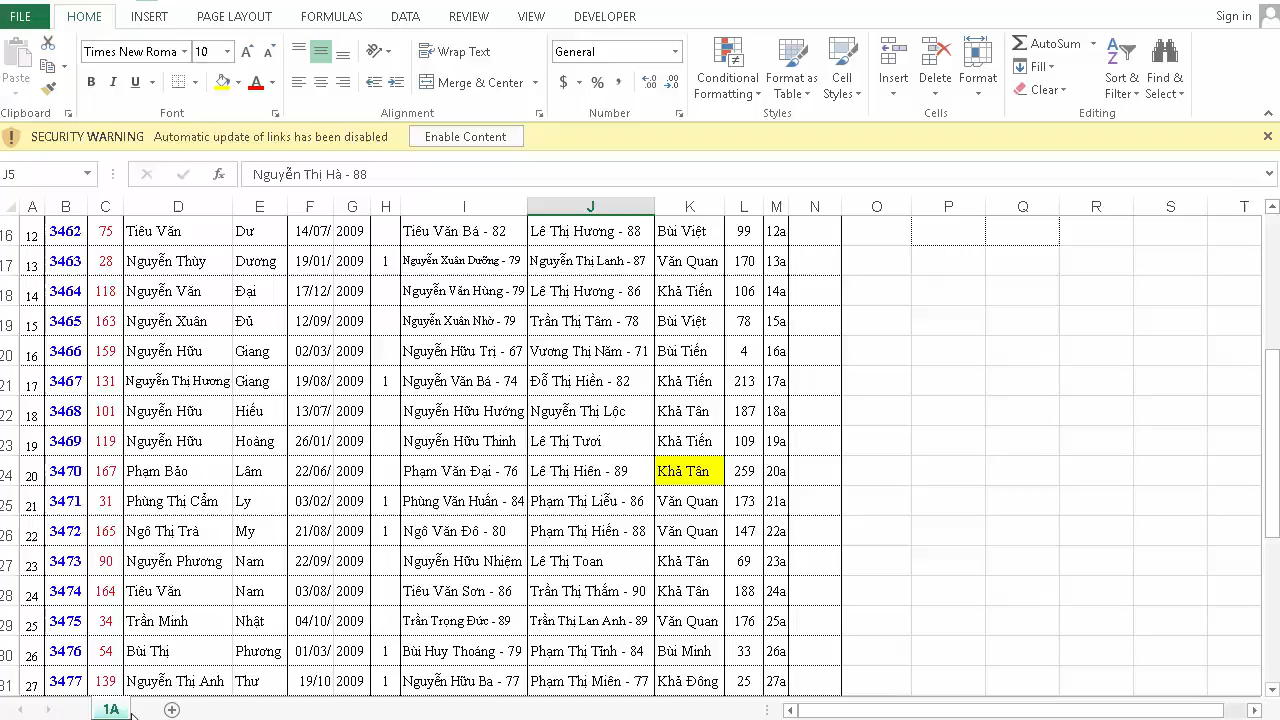 FILE HOME INSERT PAGE LAYOUT FORMULAS DATA REVIEW VIEW DEVELOPER Sign in
Times New Roma 10 Wrap Text General AutoSum
Paste Fill
B I U Merge & Center $ % , Conditional Formatting Format as Table Cell Styles Insert Delete Format Clear Sort & Filter Find & Select
Clipboard Font Alignment Number Styles Cells Editing
SECURITY WARNING Automatic update of links has been disabled Enable Content
J5 fx Nguyễn Thị Hà - 88
A B C D E F G H I J K L M N O P Q R S T
16 12 3462 75 Tiêu Văn Dư 14/07/ 2009 Tiêu Văn Bá - 82 Lê Thị Hương - 88 Bùi Việt 99 12a
17 13 3463 28 Nguyễn Thùy Dương 19/01/ 2009 1 Nguyễn Xuân Dưỡng - 79 Nguyễn Thị Lanh - 87 Văn Quan 170 13a
18 14 3464 118 Nguyễn Văn Đại 17/12/ 2009 Nguyễn Văn Hùng - 79 Lê Thị Hương - 86 Khả Tiến 106 14a
19 15 3465 163 Nguyễn Xuân Đủ 12/09/ 2009 Nguyễn Xuân Nhờ - 79 Trần Thị Tâm - 78 Bùi Việt 78 15a
20 16 3466 159 Nguyễn Hữu Giang 02/03/ 2009 Nguyễn Hữu Trị - 67 Vương Thị Năm - 71 Bùi Tiến 4 16a
21 17 3467 131 Nguyễn Thị Hương Giang 19/08/ 2009 1 Nguyễn Văn Bá - 74 Đỗ Thị Hiền - 82 Khả Tiến 213 17a
22 18 3468 101 Nguyễn Hữu Hiếu 13/07/ 2009 Nguyễn Hữu Hướng Nguyễn Thị Lộc Khả Tân 187 18a
23 19 3469 119 Nguyễn Hữu Hoàng 26/01/ 2009 Nguyễn Hữu Thinh Lê Thị Tươi Khả Tiến 109 19a
24 20 3470 167 Phạm Bảo Lâm 22/06/ 2009 Phạm Văn Đại - 76 Lê Thị Hiên - 89 Khả Tân 259 20a
25 21 3471 31 Phùng Thị Cẩm Ly 03/02/ 2009 1 Phùng Văn Huấn - 84 Phạm Thị Liễu - 86 Văn Quan 173 21a
26 22 3472 165 Ngô Thị Trà My 21/08/ 2009 1 Ngô Văn Đô - 80 Phạm Thị Hiến - 88 Văn Quan 147 22a
27 23 3473 90 Nguyễn Phương Nam 22/09/ 2009 Nguyễn Hữu Nhiệm Lê Thị Toan Khả Tân 69 23a
28 24 3474 164 Tiêu Văn Nam 03/08/ 2009 Tiêu Văn Sơn - 86 Trần Thị Thắm - 90 Khả Tân 188 24a
29 25 3475 34 Trần Minh Nhật 04/10/ 2009 Trần Trọng Đức - 89 Trần Thị Lan Anh - 89 Văn Quan 176 25a
30 26 3476 54 Bùi Thị Phương 01/03/ 2009 1 Bùi Huy Thoáng - 79 Phạm Thị Tĩnh - 84 Bùi Minh 33 26a
31 27 3477 139 Nguyễn Thị Anh Thư 19/10 2009 1 Nguyễn Hữu Ba - 77 Phạm Thị Miên - 77 Khả Đông 25 27a
1A